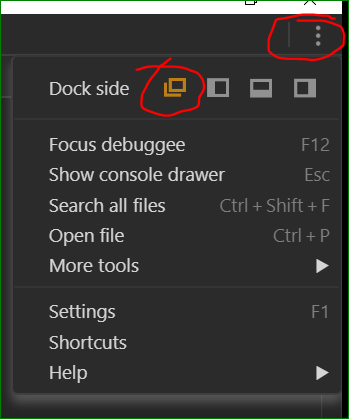 Dock side
Focus debuggee F12
Show console drawer Esc
Search all files Ctrl + Shift + F
Open file Ctrl + P
More tools
Settings F1
Shortcuts
Help